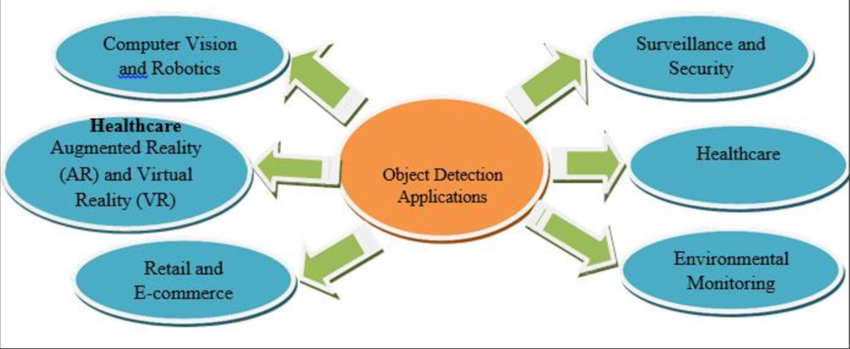 Computer Vision
and Robotics
Surveillance and
Security
Healthcare
Augmented Reality
(AR) and Virtual
Reality (VR)
Object Detection
Applications
Healthcare
Retail and
E-commerce
Environmental
Monitoring